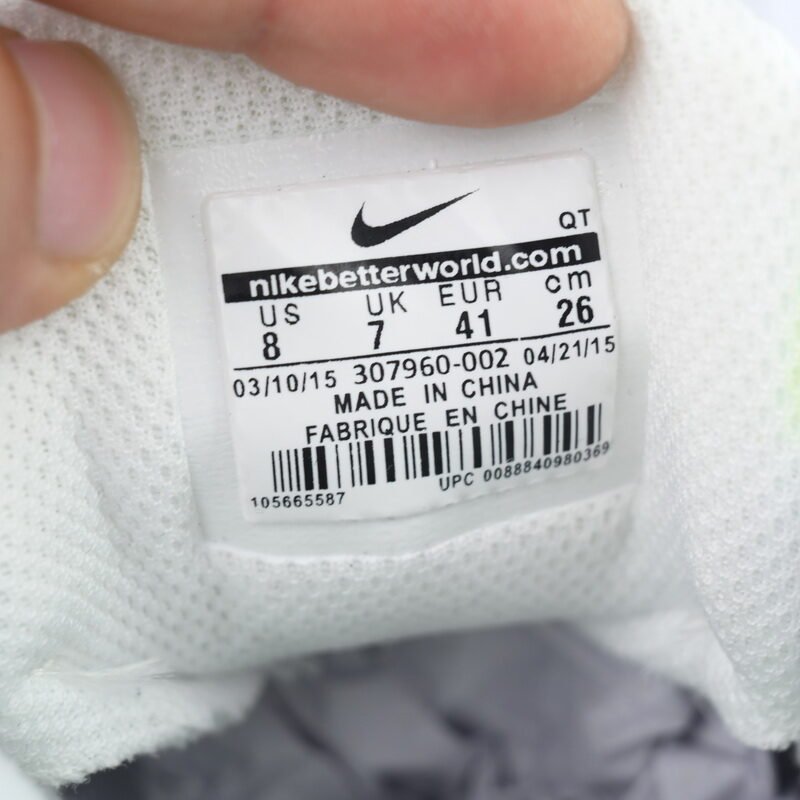 QT
nikebetterworld.com
US UK EUR cm
8 7 41 26
03/10/15 307960-002 04/21/15
MADE IN CHINA
FABRIQUE EN CHINE
105665587 UPC 00888840980369